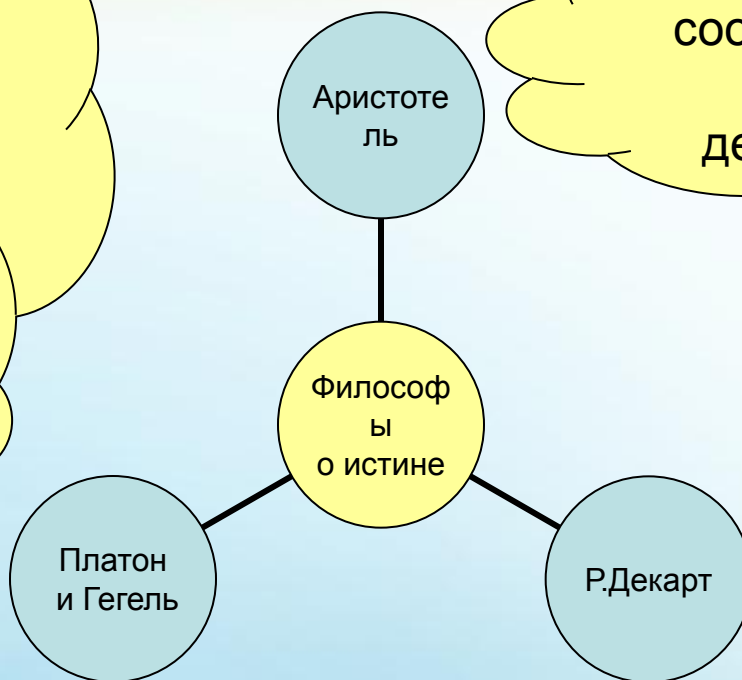 Аристоте
ль
Философ
ы
о истине
Платон
и Гегель
Р.Декарт